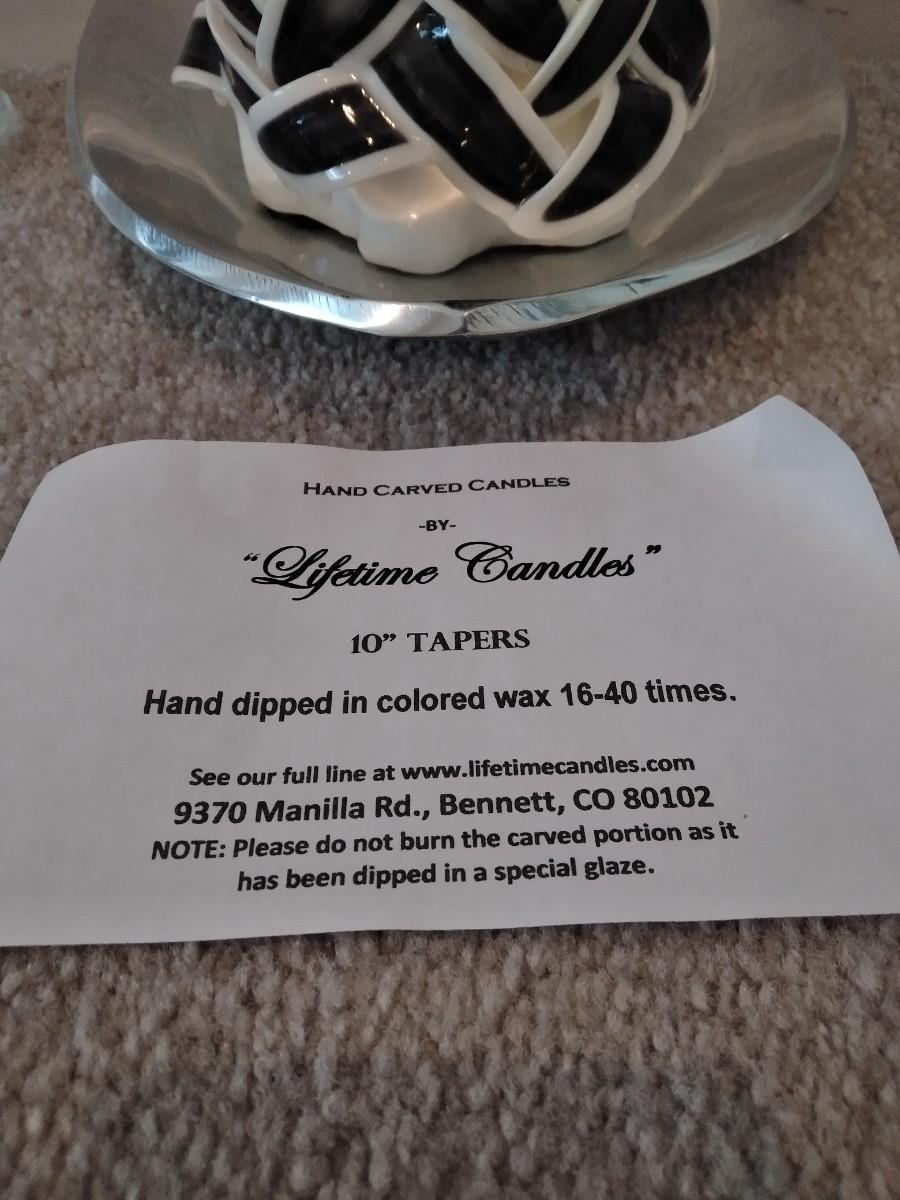 HAND CARVED CANDLES
-BY-
“Lifetime Candles”
10” TAPERS
Hand dipped in colored wax 16-40 times.
See our full line at www.lifetimecandles.com
9370 Manilla Rd., Bennett, CO 80102
NOTE: Please do not burn the carved portion as it
has been dipped in a special glaze.